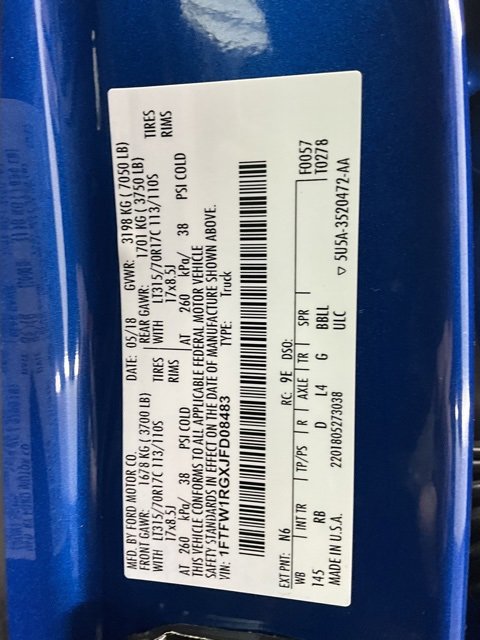 MFD. BY FORD MOTOR CO.
DATE: 05/18 GVWR: 3198 KG ( 7050 LB)
FRONT GAWR: 1678 KG ( 3700 LB)
REAR GAWR: 1701 KG ( 3750 LB)
WITH LT315/70R17C 113/110S TIRES
WITH LT315/70R17C 113/110S TIRES
17x8.5J RIMS
17x8.5J RIMS
AT 260 kPa/ 38 PSI COLD
AT 260 kPa/ 38 PSI COLD
THIS VEHICLE CONFORMS TO ALL APPLICABLE FEDERAL MOTOR VEHICLE
SAFETY STANDARDS IN EFFECT ON THE DATE OF MANUFACTURE SHOWN ABOVE.
VIN: 1FTFW1RGXJFD08483
TYPE: Truck
F0057
T0278
EXT PNT: N6 RC: 9E DSO:
WB INT TR TP/PS R AXLE TR SPR
145 RB D L4 G BBLL
MADE IN U.S.A. 2201805273038 ULC
▽ 5U5A-3520472-AA